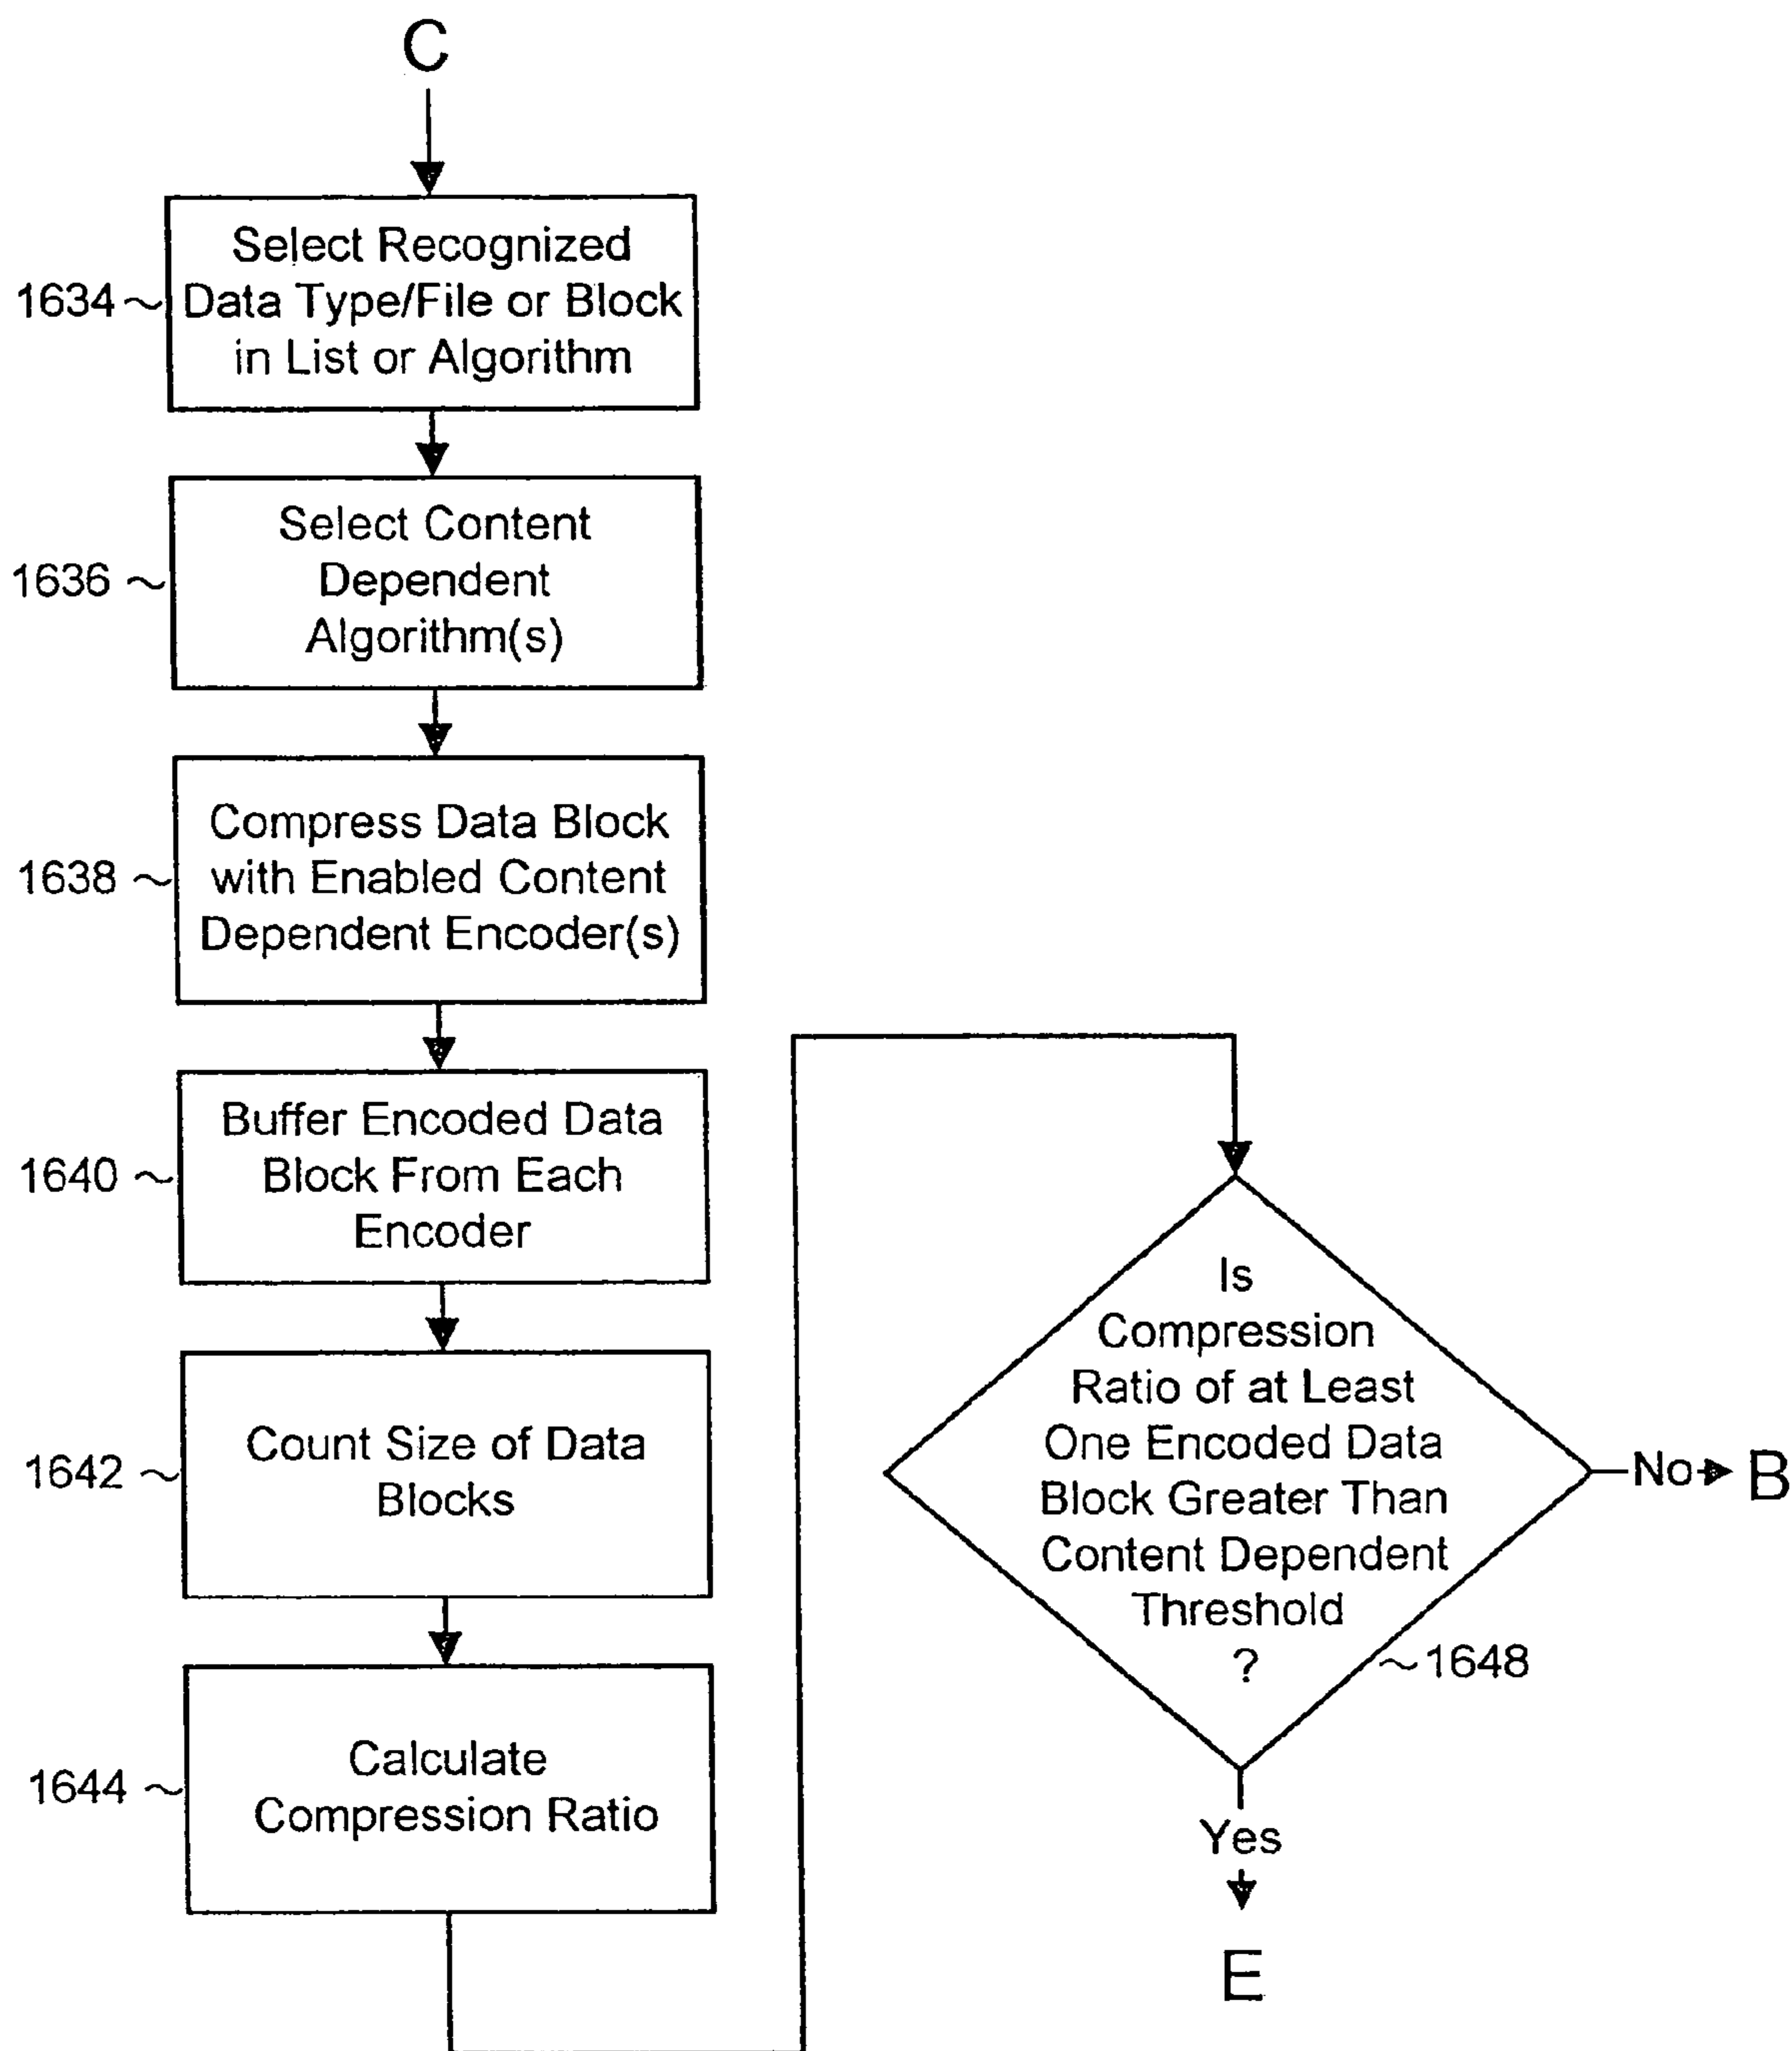 C
1634
Select Recognized
Data Type/File or Block
in List or Algorithm
1636
Select Content
Dependent
Algorithm(s)
1638
Compress Data Block
with Enabled Content
Dependent Encoder(s)
1640
Buffer Encoded Data
Block From Each
Encoder
1642
Count Size of Data
Blocks
1644
Calculate
Compression Ratio
Is
Compression
Ratio of at Least
One Encoded Data
Block Greater Than
Content Dependent
Threshold
?
1648
No
B
Yes
E